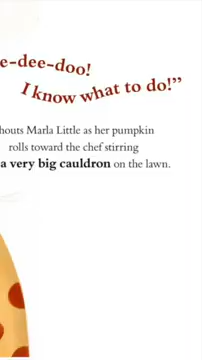 e-dee-doo!
I know what to do!”
houts Marla Little as her pumpkin
rolls toward the chef stirring
a very big cauldron on the lawn.